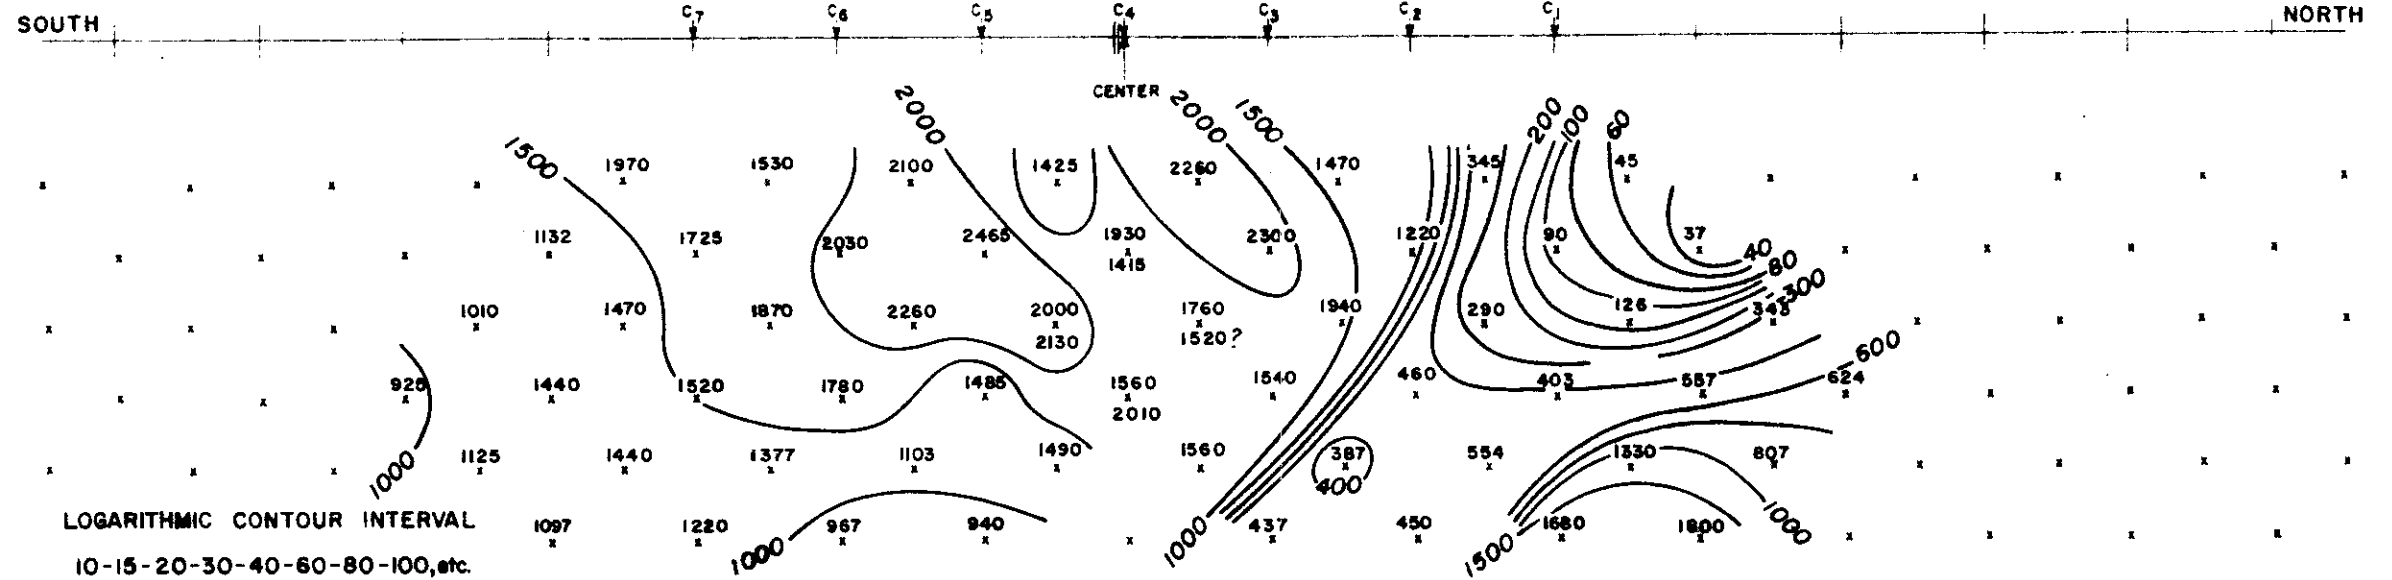 SOUTH C7 C6 C5 C4 C3 C2 C1 NORTH
CENTER
2000 2000 1500 200 100 60
1500
1970 1530 2100 1425 2260 1470 345 45
1132 1725 2030 2465 1930 2300 1220 90 37
1415
40
80
300
1010 1470 1870 2260 2000 1760 1940 290 126 343
2130 1520?
600
925 1440 1520 1780 1485 1560 1540 460 403 557 624
2010
1125 1440 1377 1103 1490 1560 387 554 1330 807
1000 400
LOGARITHMIC CONTOUR INTERVAL
1097 1220 967 940 437 450 1680 1800
1000 1000 1500 1000
10-15-20-30-40-60-80-100, etc.